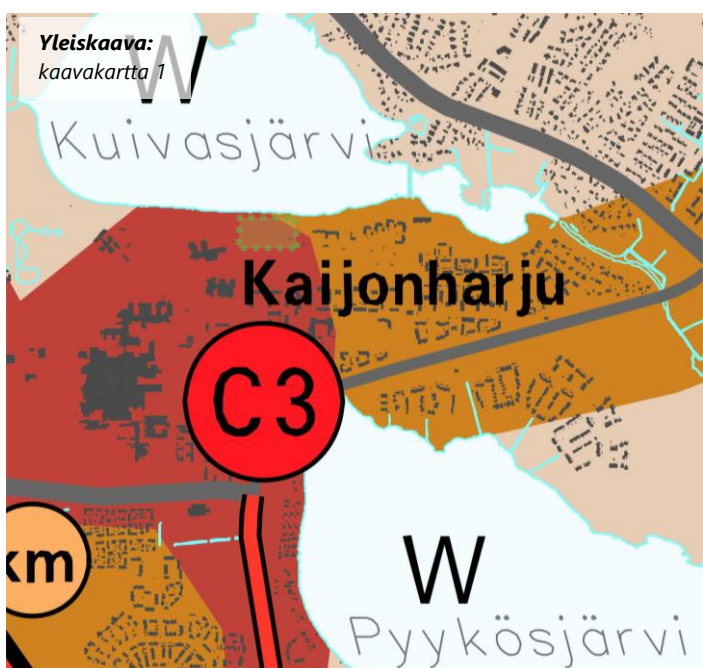 Yleiskaava:
kaavakartta 1
W
Kuivasjärvi
Kaijonharju
C3
km
W
Pyykösjärvi